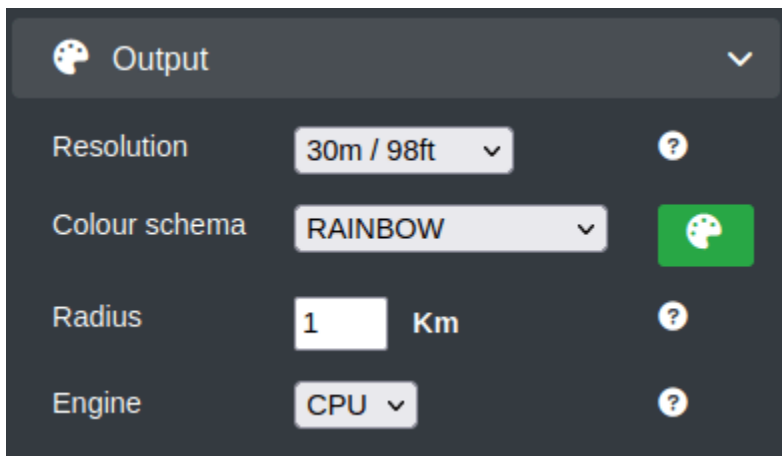 Output
Resolution 30m / 98ft ?
Colour schema RAINBOW
Radius 1 Km ?
Engine CPU ?